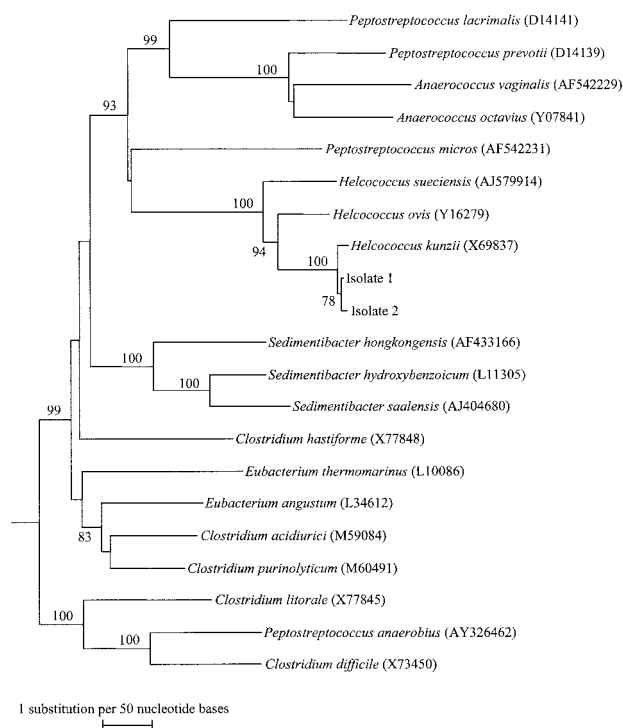 99
Peptostreptococcus lacrimalis (D14141)
100
Peptostreptococcus prevotii (D14139)
Anaerococcus vaginalis (AF542229)
93
Anaerococcus octavius (Y07841)
Peptostreptococcus micros (AF542231)
Helcococcus sueciensis (AJ579914)
100
Helcococcus ovis (Y16279)
94
Helcococcus kunzii (X69837)
100
Isolate 1
78
Isolate 2
Sedimentibacter hongkongensis (AF433166)
100
Sedimentibacter hydroxybenzoicum (L11305)
100
Sedimentibacter saalensis (AJ404680)
99
Clostridium hastiforme (X77848)
Eubacterium thermomarinus (L10086)
Eubacterium angustum (L34612)
83
Clostridium acidiurici (M59084)
Clostridium purinolyticum (M60491)
Clostridium litorale (X77845)
100
Peptostreptococcus anaerobius (AY326462)
100
Clostridium difficile (X73450)
1 substitution per 50 nucleotide bases